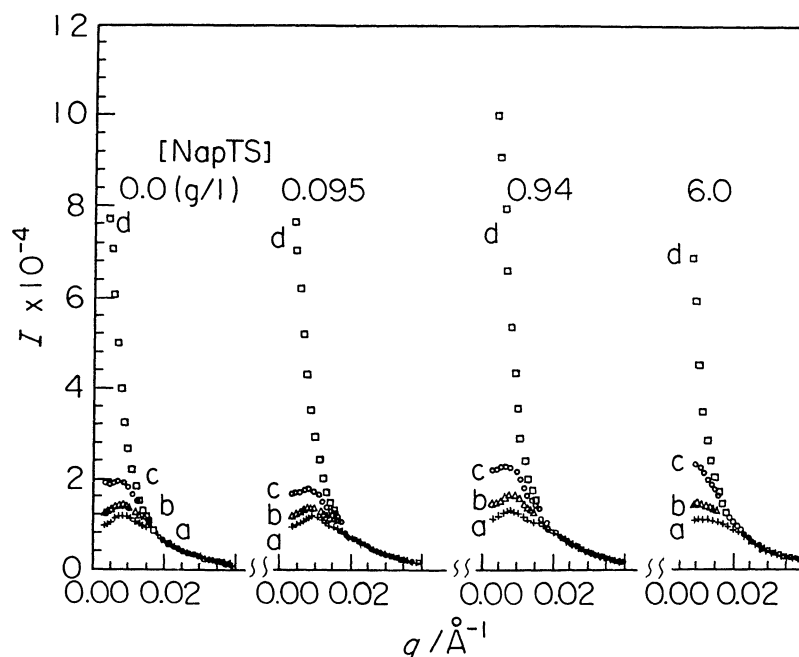 12
10
8
6
4
2
0
I x10⁻⁴
[NapTS]
0.0 (g/l) 0.095 0.94 6.0
d d d d
c c c c
b b b b
a a a a
0.00 0.02 0.00 0.02 0.00 0.02 0.00 0.02
q/Å⁻¹